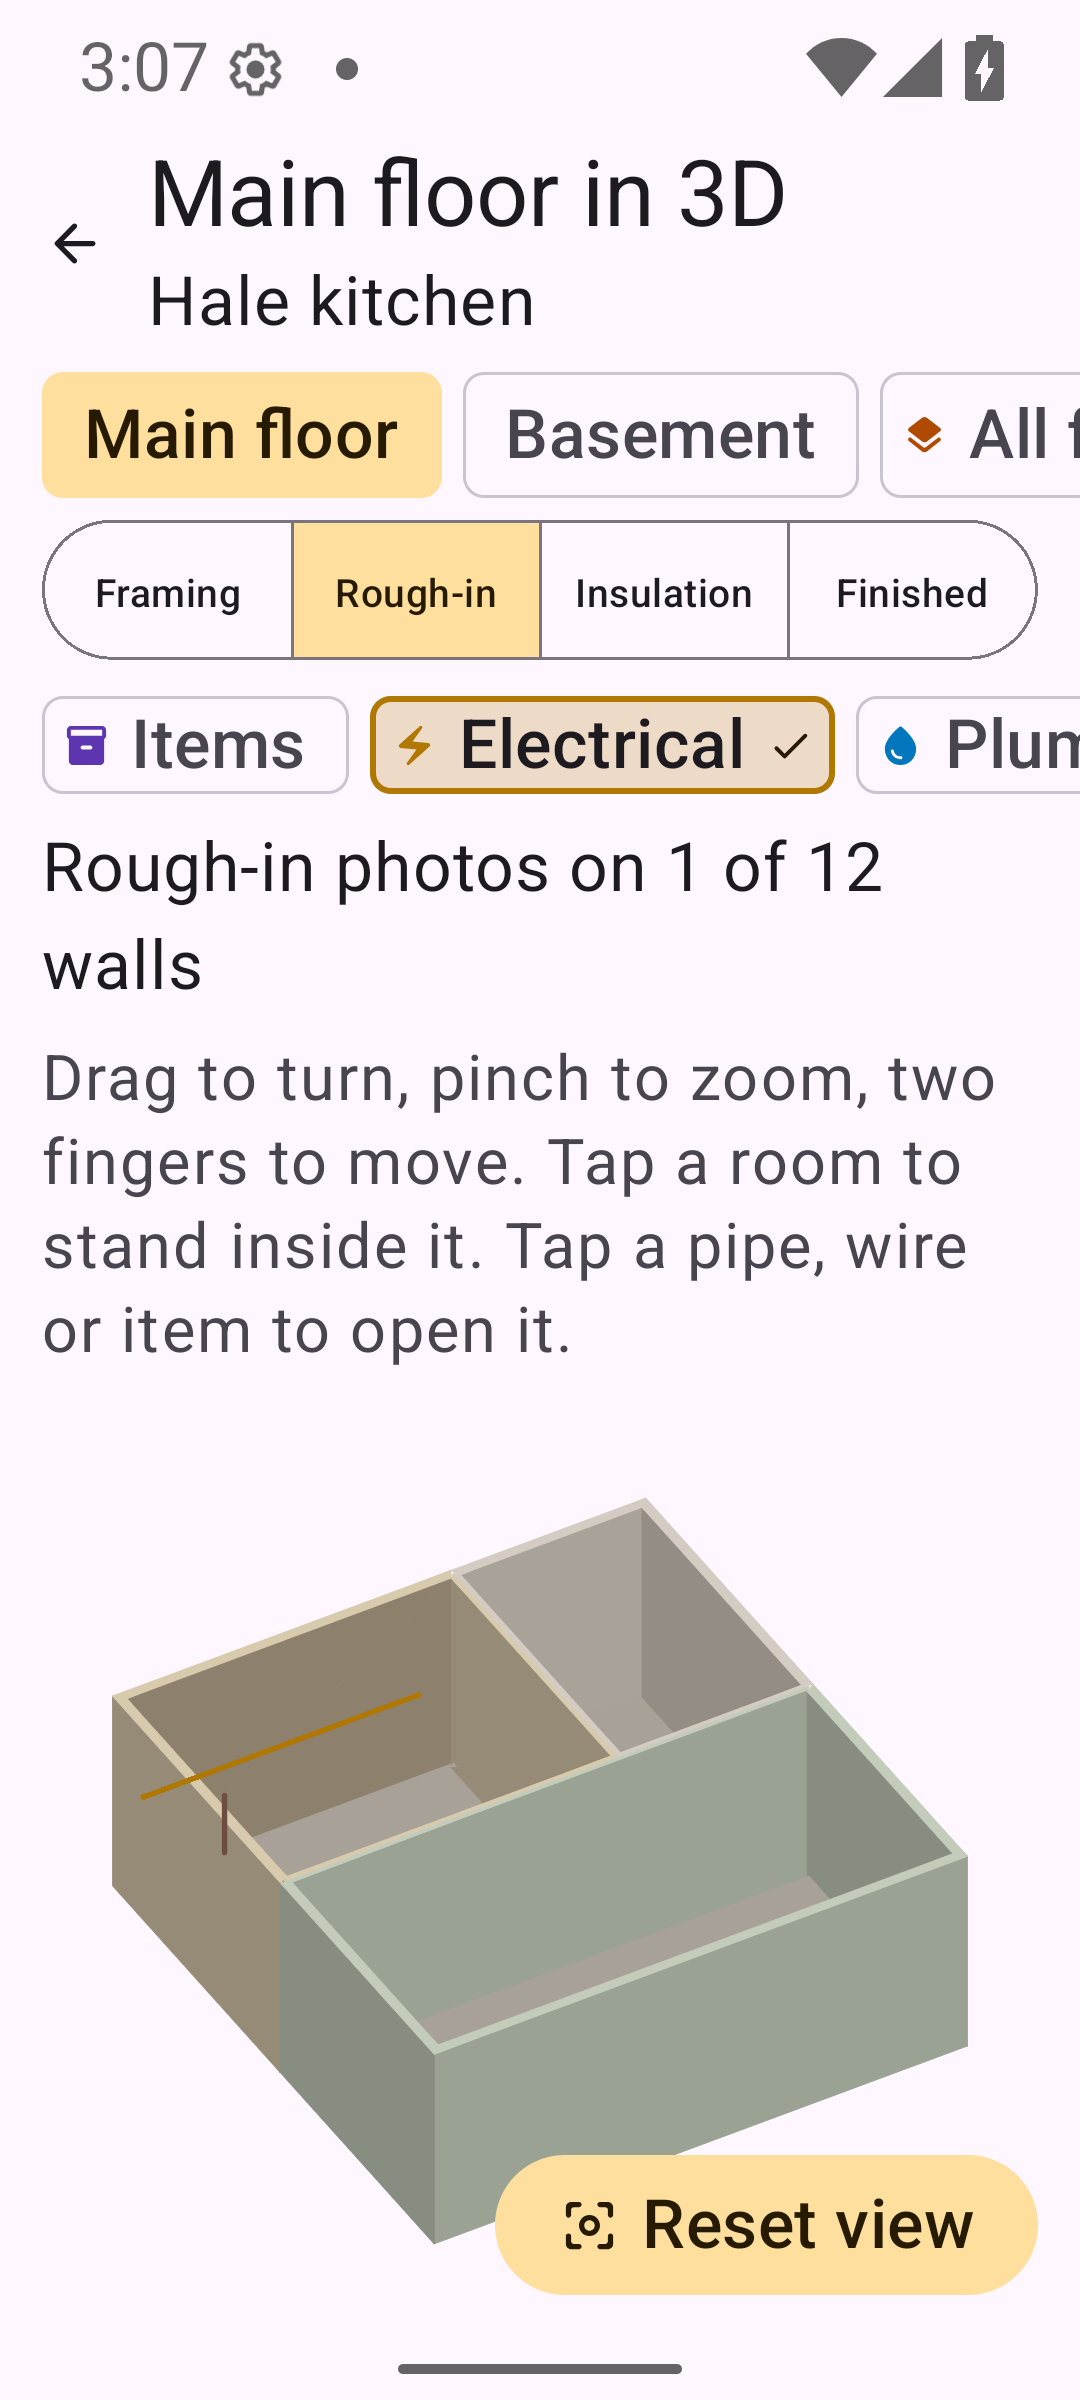 3:07
Main floor in 3D
Hale kitchen
Main floor
Basement
All f
Framing
Rough-in
Insulation
Finished
Items
Electrical
Plum
Rough-in photos on 1 of 12
walls
Drag to turn, pinch to zoom, two
fingers to move. Tap a room to
stand inside it. Tap a pipe, wire
or item to open it.
Reset view